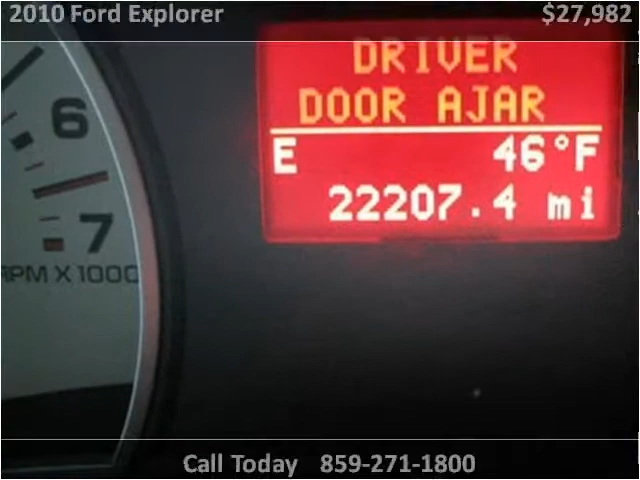 2010 Ford Explorer $27,982
DRIVER
DOOR AJAR
E 46°F
22207.4 mi
6
7
RPM X 1000
Call Today 859-271-1800